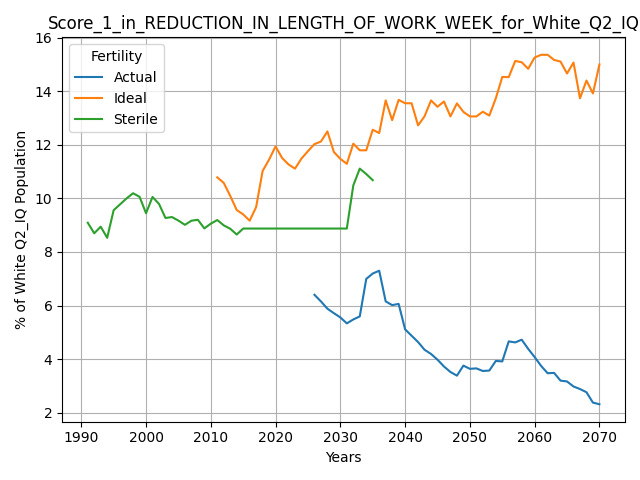 Score_1_in_REDUCTION_IN_LENGTH_OF_WORK_WEEK_for_White_Q2_IQ
16
14
12
10
8
6
4
2
% of White Q2_IQ Population
Fertility
Actual
Ideal
Sterile
1990 2000 2010 2020 2030 2040 2050 2060 2070
Years